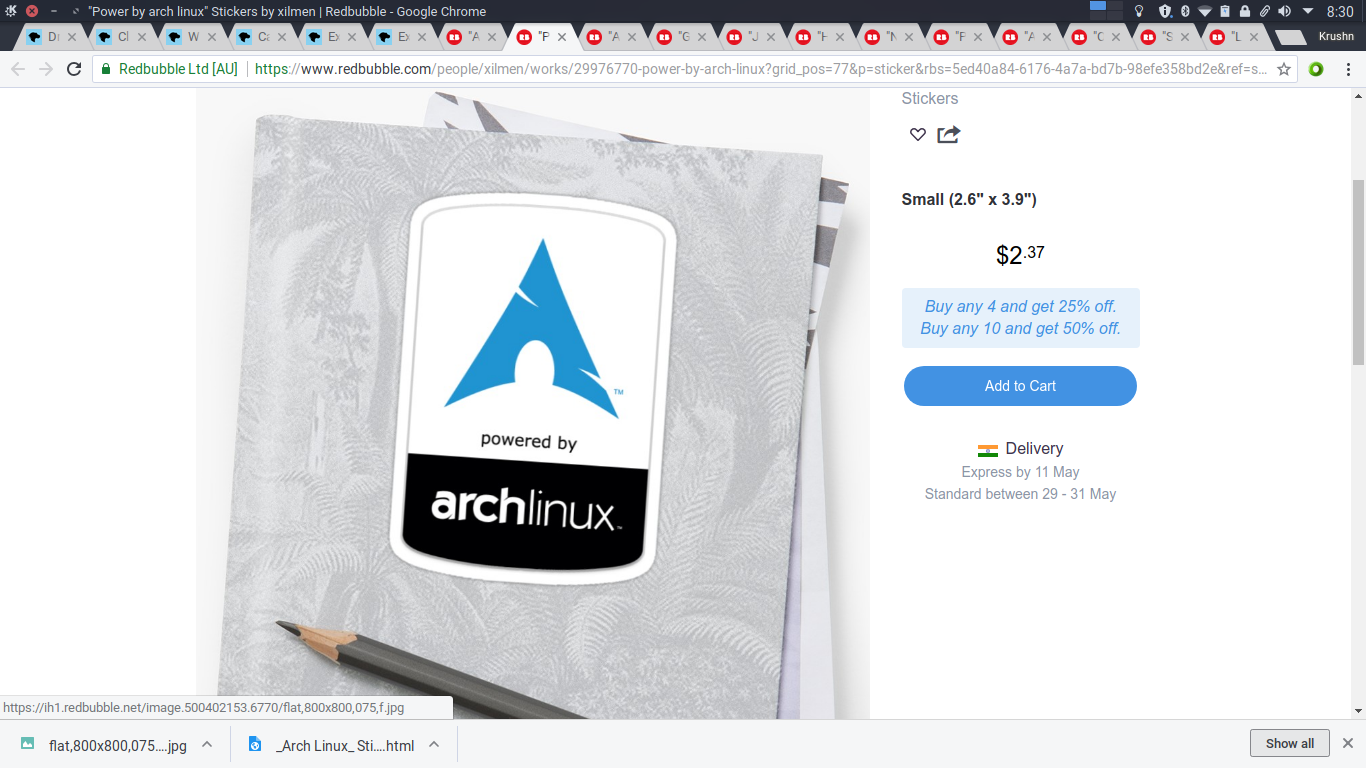 "Power by arch linux" Stickers by xilmen | Redbubble - Google Chrome
8:30
"A
"P
"A
"G
"J
"H
"N
"F
"A
"C
"S
"L
Krushn
Redbubble Ltd [AU]
https://www.redbubble.com/people/xilmen/works/29976770-power-by-arch-linux?grid_pos=77&p=sticker&rbs=5ed40a84-6176-4a7a-bd7b-98efe358bd2e&ref=s...
Stickers
Small (2.6" x 3.9")
$2.37
Buy any 4 and get 25% off.
Buy any 10 and get 50% off.
Add to Cart
Delivery
Express by 11 May
Standard between 29 - 31 May
TM
powered by
archlinux™
https://ih1.redbubble.net/image.500402153.6770/flat,800x800,075,f.jpg
flat,800x800,075....jpg
_Arch Linux_ Sti....html
Show all